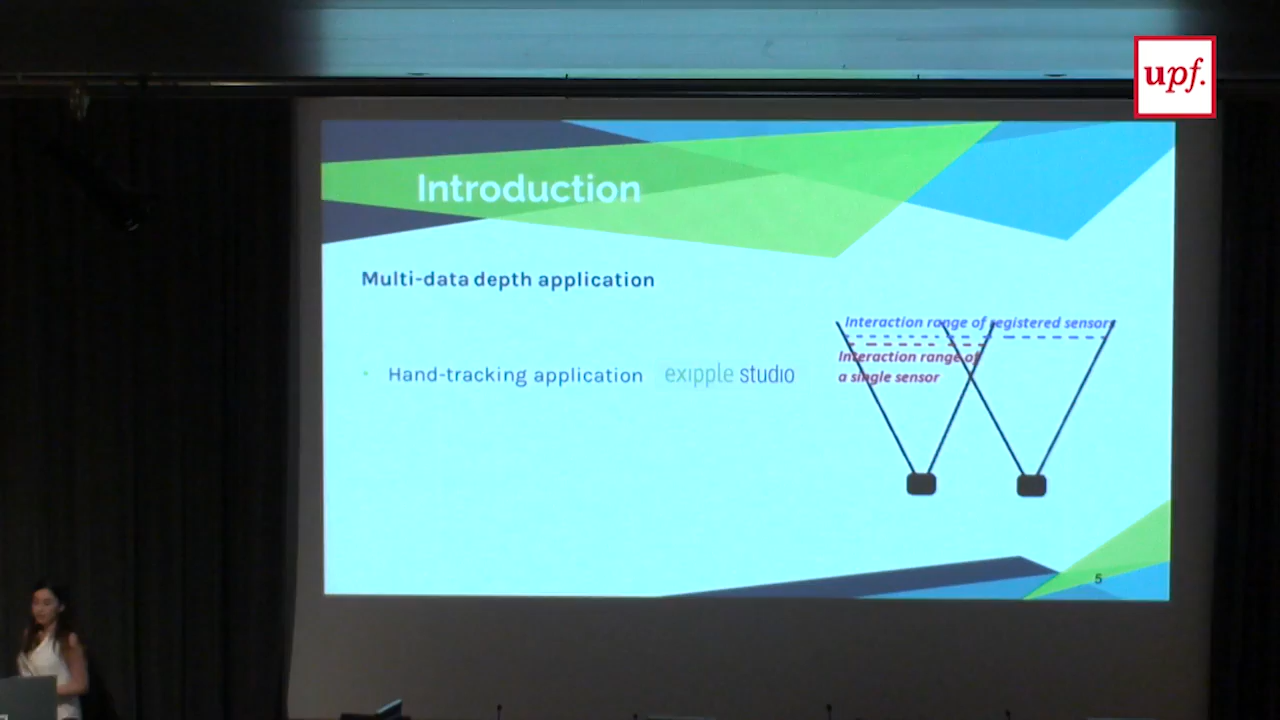 upf.
Introduction
Multi-data depth application
Hand-tracking application exipple studio
Interaction range of registered sensors
Interaction range of
a single sensor
5